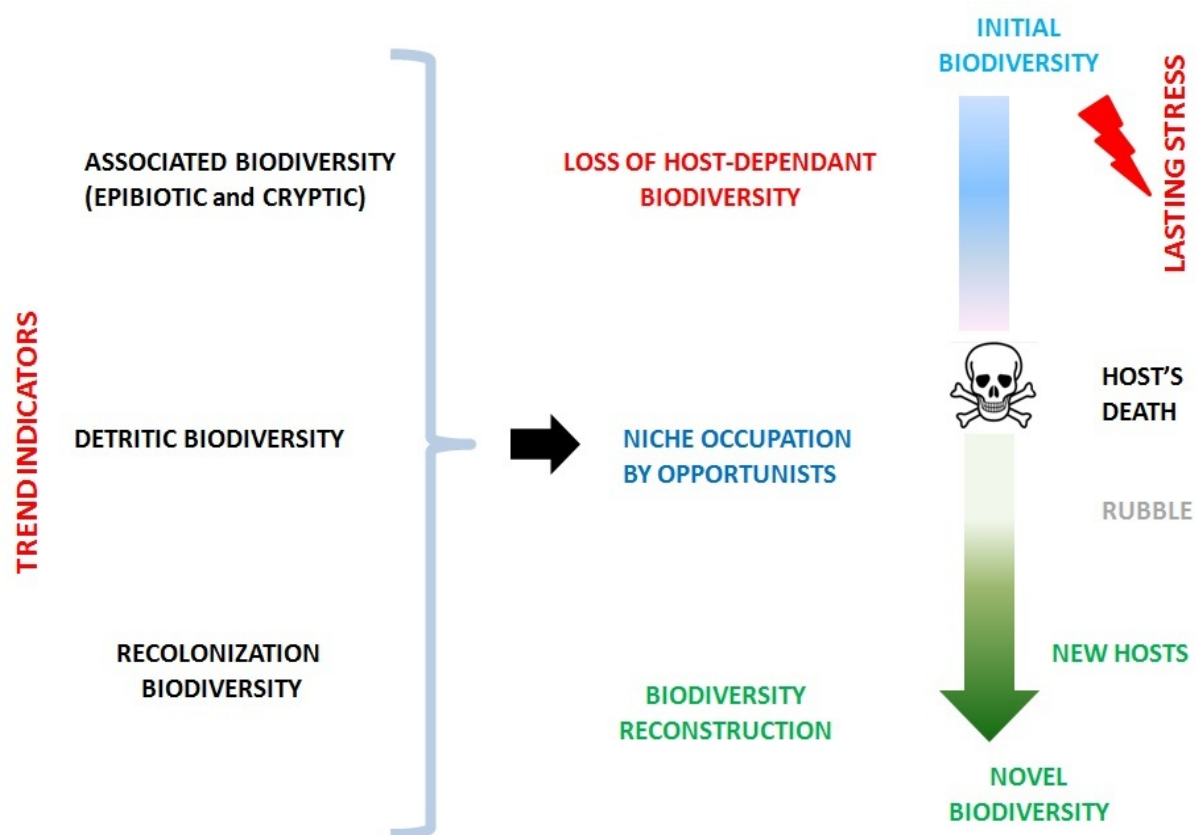 TREND INDICATORS
ASSOCIATED BIODIVERSITY
(EPIBIOTIC and CRYPTIC)
DETRITIC BIODIVERSITY
RECOLONIZATION
BIODIVERSITY
LOSS OF HOST-DEPENDANT
BIODIVERSITY
NICHE OCCUPATION
BY OPPORTUNISTS
BIODIVERSITY
RECONSTRUCTION
INITIAL
BIODIVERSITY
LASTING STRESS
HOST'S
DEATH
RUBBLE
NEW HOSTS
NOVEL
BIODIVERSITY